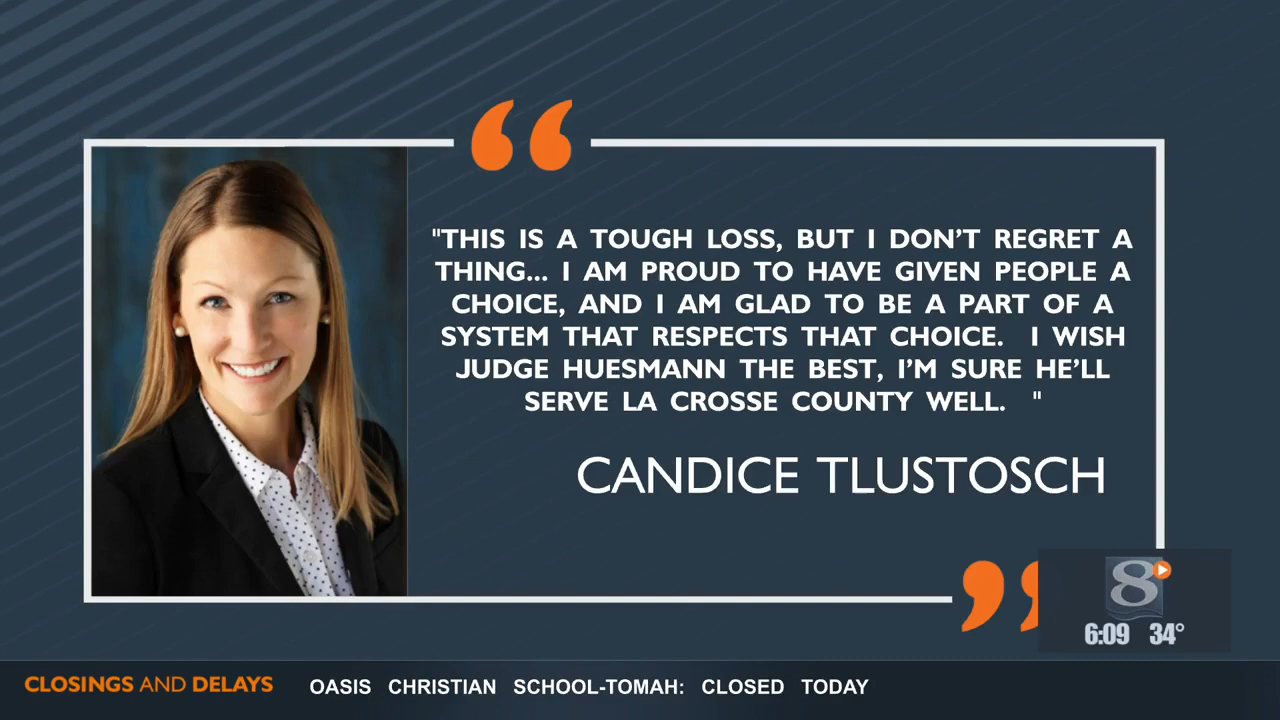 "THIS IS A TOUGH LOSS, BUT I DON’T REGRET A
THING... I AM PROUD TO HAVE GIVEN PEOPLE A
CHOICE, AND I AM GLAD TO BE A PART OF A
SYSTEM THAT RESPECTS THAT CHOICE. I WISH
JUDGE HUESMANN THE BEST, I’M SURE HE’LL
SERVE LA CROSSE COUNTY WELL. "
CANDICE TLUSTOSCH
8
6:09 34°
CLOSINGS AND DELAYS OASIS CHRISTIAN SCHOOL-TOMAH: CLOSED TODAY